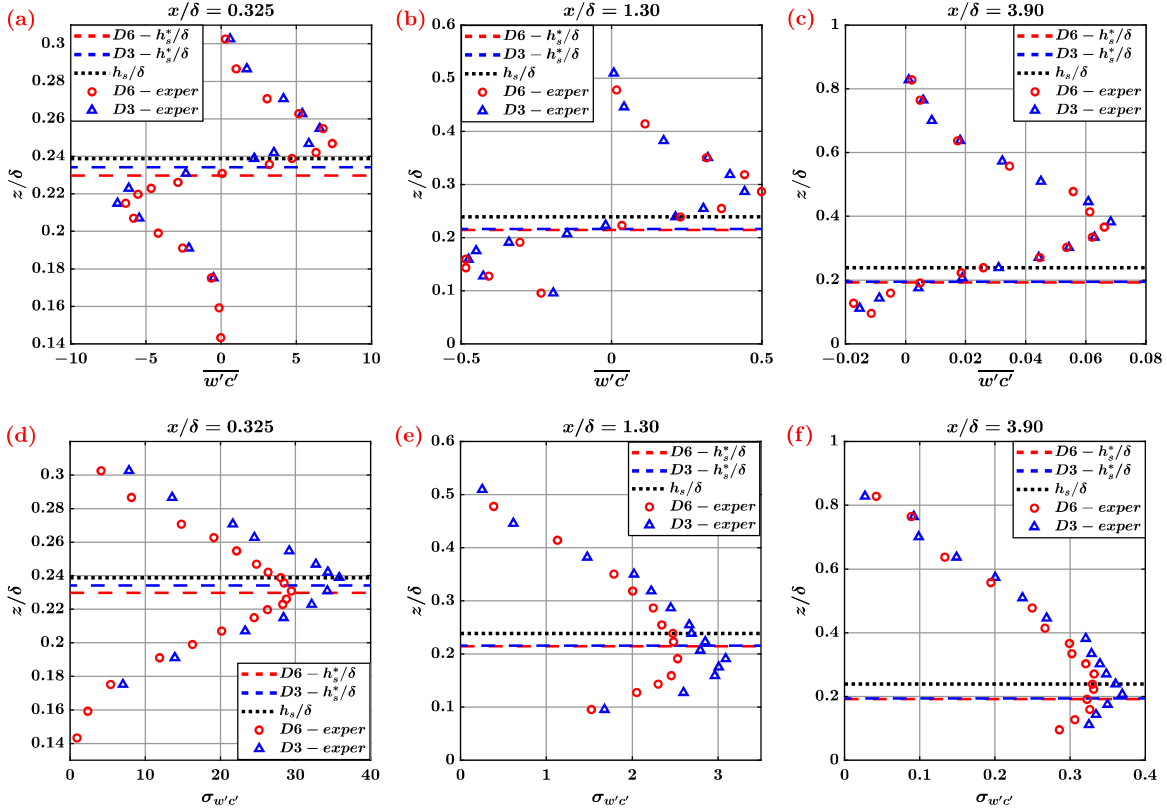 (a)
x/δ = 0.325
D6 − h*ₛ/δ
D3 − h*ₛ/δ
hₛ/δ
D6 − exper
D3 − exper
0.3
0.28
0.26
0.24
0.22
0.2
0.18
0.16
0.14
z/δ
−10
−5
0
5
10
w′c′
(b)
x/δ = 1.30
D6 − h*ₛ/δ
D3 − h*ₛ/δ
hₛ/δ
D6 − exper
D3 − exper
0.6
0.5
0.4
0.3
0.2
0.1
0
z/δ
−0.5
0
0.5
w′c′
(c)
x/δ = 3.90
D6 − h*ₛ/δ
D3 − h*ₛ/δ
hₛ/δ
D6 − exper
D3 − exper
1
0.8
0.6
0.4
0.2
0
z/δ
−0.02
0
0.02
0.04
0.06
0.08
w′c′
(d)
x/δ = 0.325
0.3
0.28
0.26
0.24
0.22
0.2
0.18
0.16
0.14
z/δ
D6 − h*ₛ/δ
D3 − h*ₛ/δ
hₛ/δ
D6 − exper
D3 − exper
0
10
20
30
40
σw′c′
(e)
x/δ = 1.30
D6 − h*ₛ/δ
D3 − h*ₛ/δ
hₛ/δ
D6 − exper
D3 − exper
0.6
0.5
0.4
0.3
0.2
0.1
0
z/δ
0
1
2
3
σw′c′
(f)
x/δ = 3.90
D6 − h*ₛ/δ
D3 − h*ₛ/δ
hₛ/δ
D6 − exper
D3 − exper
1
0.8
0.6
0.4
0.2
0
z/δ
0
0.1
0.2
0.3
0.4
σw′c′